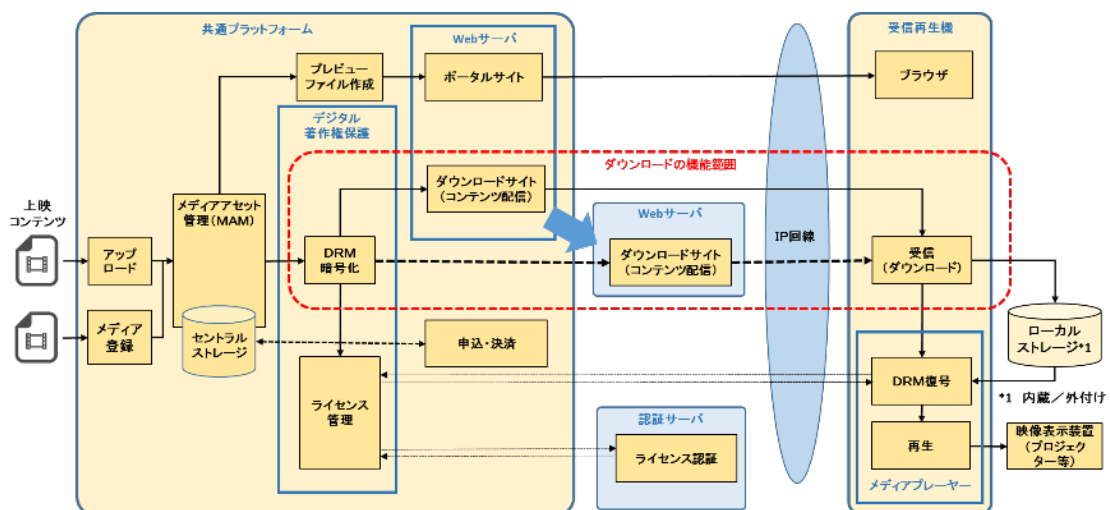 共通プラットフォーム
Webサーバ
受信再生機
プレビュー
ファイル作成
ポータルサイト
ブラウザ
デジタル
著作権保護
ダウンロードの機能範囲
上映
コンテンツ
メディアアセット
管理(MAM)
ダウンロードサイト
(コンテンツ配信)
Webサーバ
IP回線
アップ
ロード
DRM
暗号化
ダウンロードサイト
(コンテンツ配信)
受信
(ダウンロード)
メディア
登録
セントラル
ストレージ
申込・決済
ローカル
ストレージ*1
ライセンス
管理
DRM復号
*1 内蔵／外付け
認証サーバ
ライセンス認証
再生
映像表示装置
(プロジェク
ター等)
メディアプレーヤー